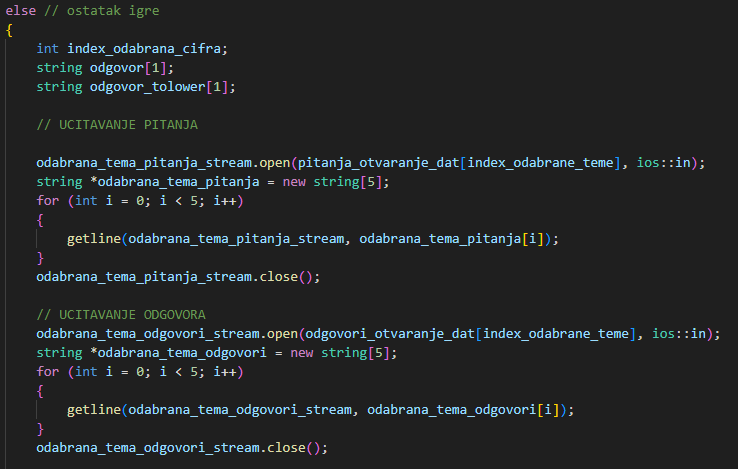 else // ostatak igre
{
int index_odabrana_cifra;
string odgovor[1];
string odgovor_tolower[1];
// UCITAVANJE PITANJA
odabrana_tema_pitanja_stream.open(pitanja_otvaranje_dat[index_odabrane_teme], ios::in);
string *odabrana_tema_pitanja = new string[5];
for (int i = 0; i < 5; i++)
{
getline(odabrana_tema_pitanja_stream, odabrana_tema_pitanja[i]);
}
odabrana_tema_pitanja_stream.close();
// UCITAVANJE ODGOVORA
odabrana_tema_odgovori_stream.open(odgovori_otvaranje_dat[index_odabrane_teme], ios::in);
string *odabrana_tema_odgovori = new string[5];
for (int i = 0; i < 5; i++)
{
getline(odabrana_tema_odgovori_stream, odabrana_tema_odgovori[i]);
}
odabrana_tema_odgovori_stream.close();